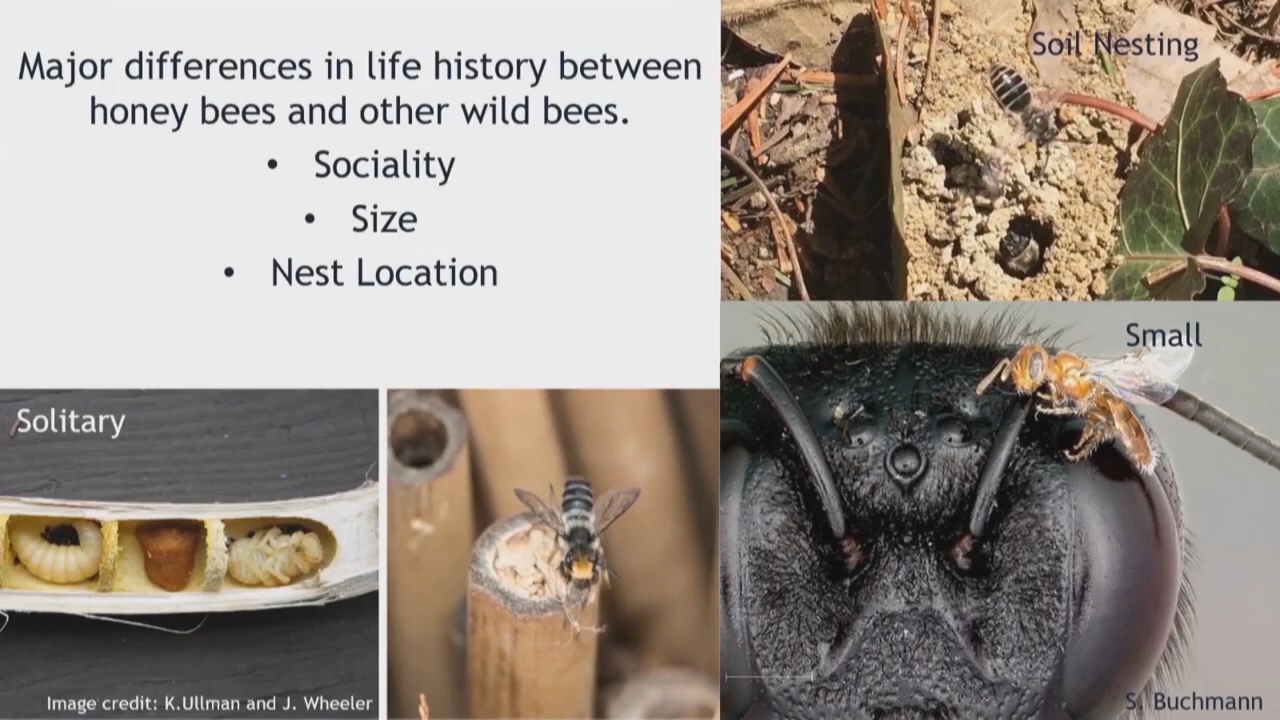 Major differences in life history between
honey bees and other wild bees.
• Sociality
• Size
• Nest Location
Soil Nesting
Small
Solitary
Image credit: K.Ullman and J. Wheeler
S. Buchmann